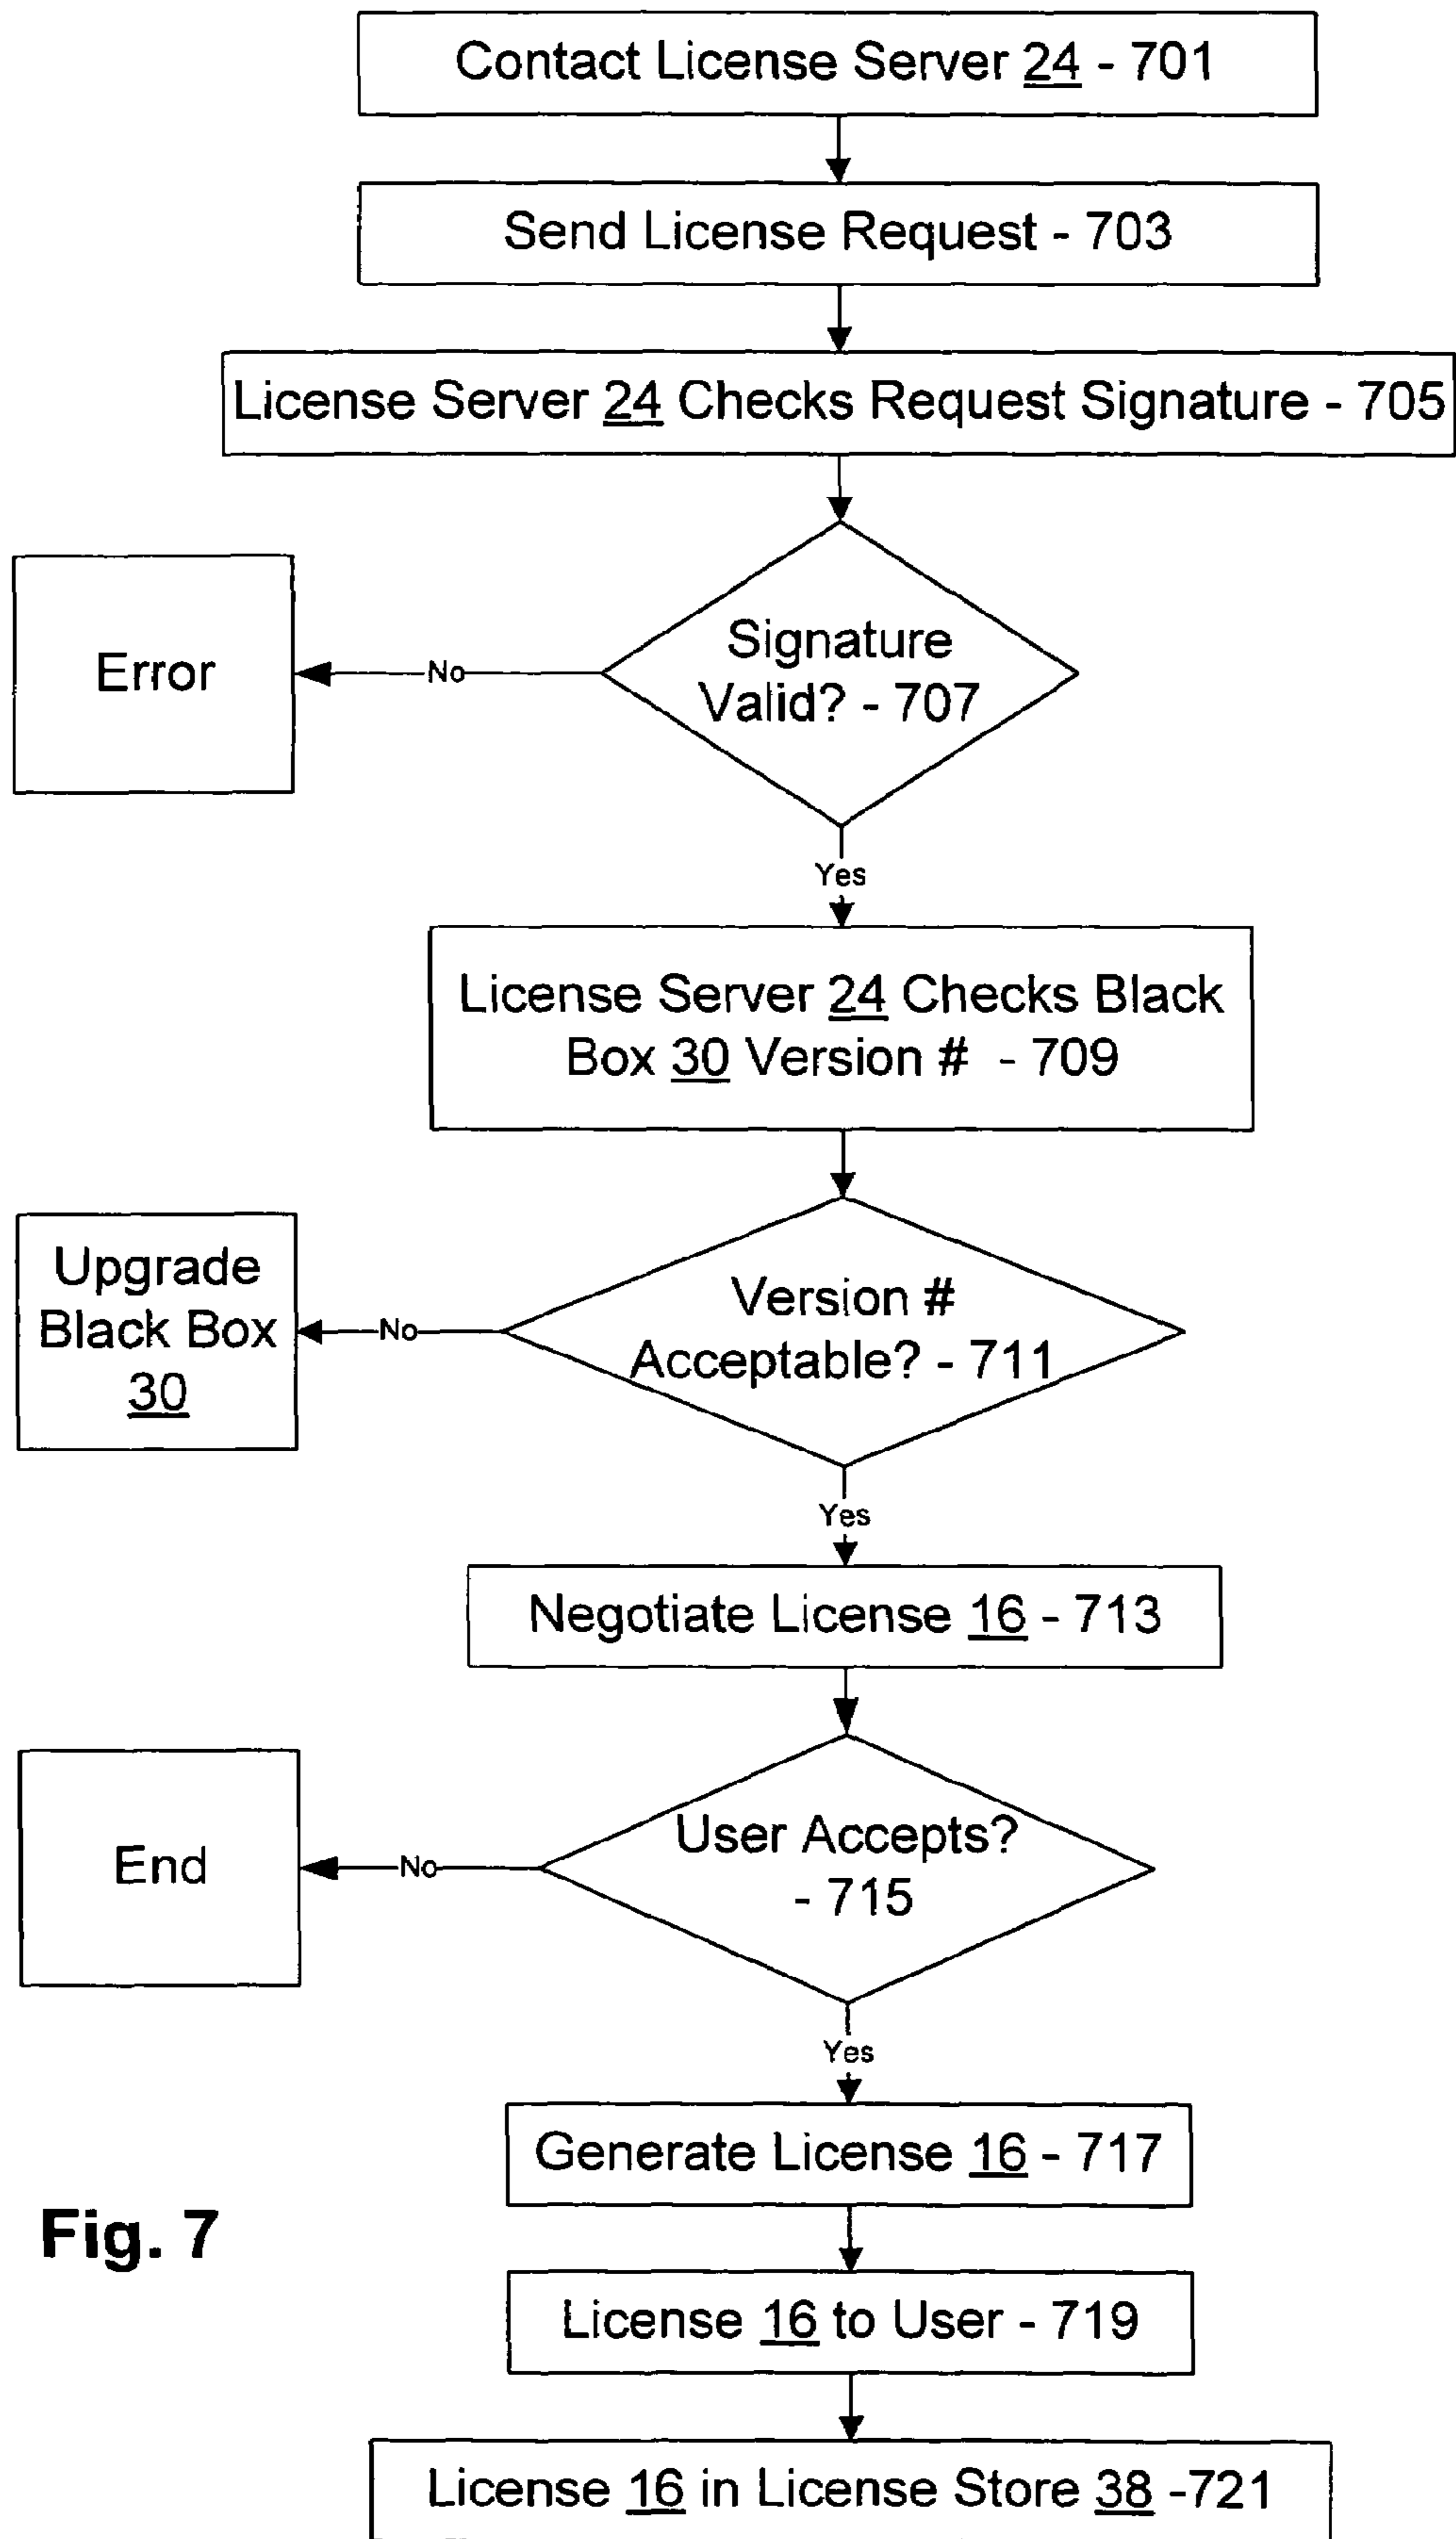 Contact License Server 24 - 701
Send License Request - 703
License Server 24 Checks Request Signature - 705
Signature
Valid? - 707
No
Error
Yes
License Server 24 Checks Black
Box 30 Version # - 709
Version #
Acceptable? - 711
No
Upgrade
Black Box
30
Yes
Negotiate License 16 - 713
User Accepts?
- 715
No
End
Yes
Generate License 16 - 717
Fig. 7
License 16 to User - 719
License 16 in License Store 38 -721